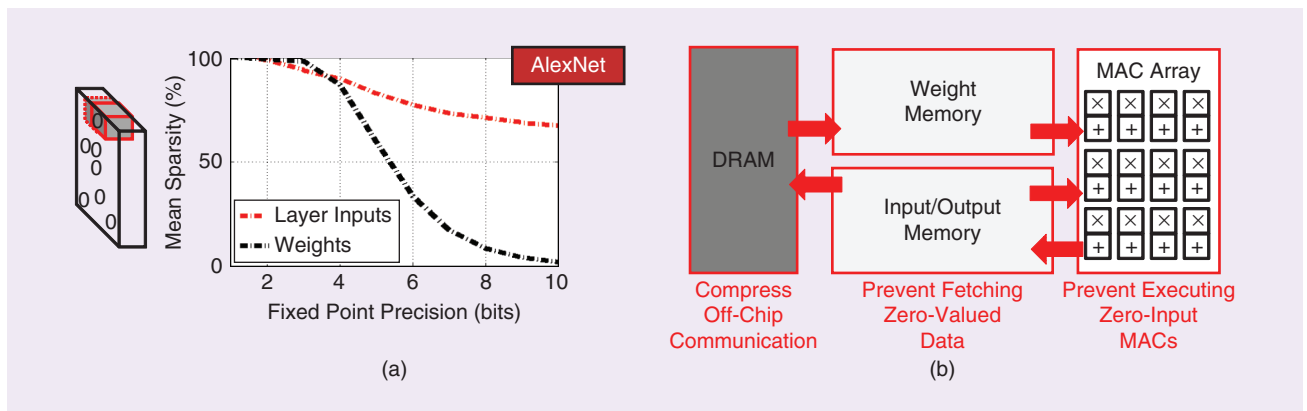 AlexNet
Mean Sparsity (%)
100
50
0
Layer Inputs
Weights
2 4 6 8 10
Fixed Point Precision (bits)
0
0
0
0
0
0
0
(a)
DRAM
Weight
Memory
Input/Output
Memory
MAC Array
× × × ×
+ + + +
× × × ×
+ + + +
× × × ×
+ + + +
Compress
Off-Chip
Communication
Prevent Fetching
Zero-Valued
Data
Prevent Executing
Zero-Input
MACs
(b)